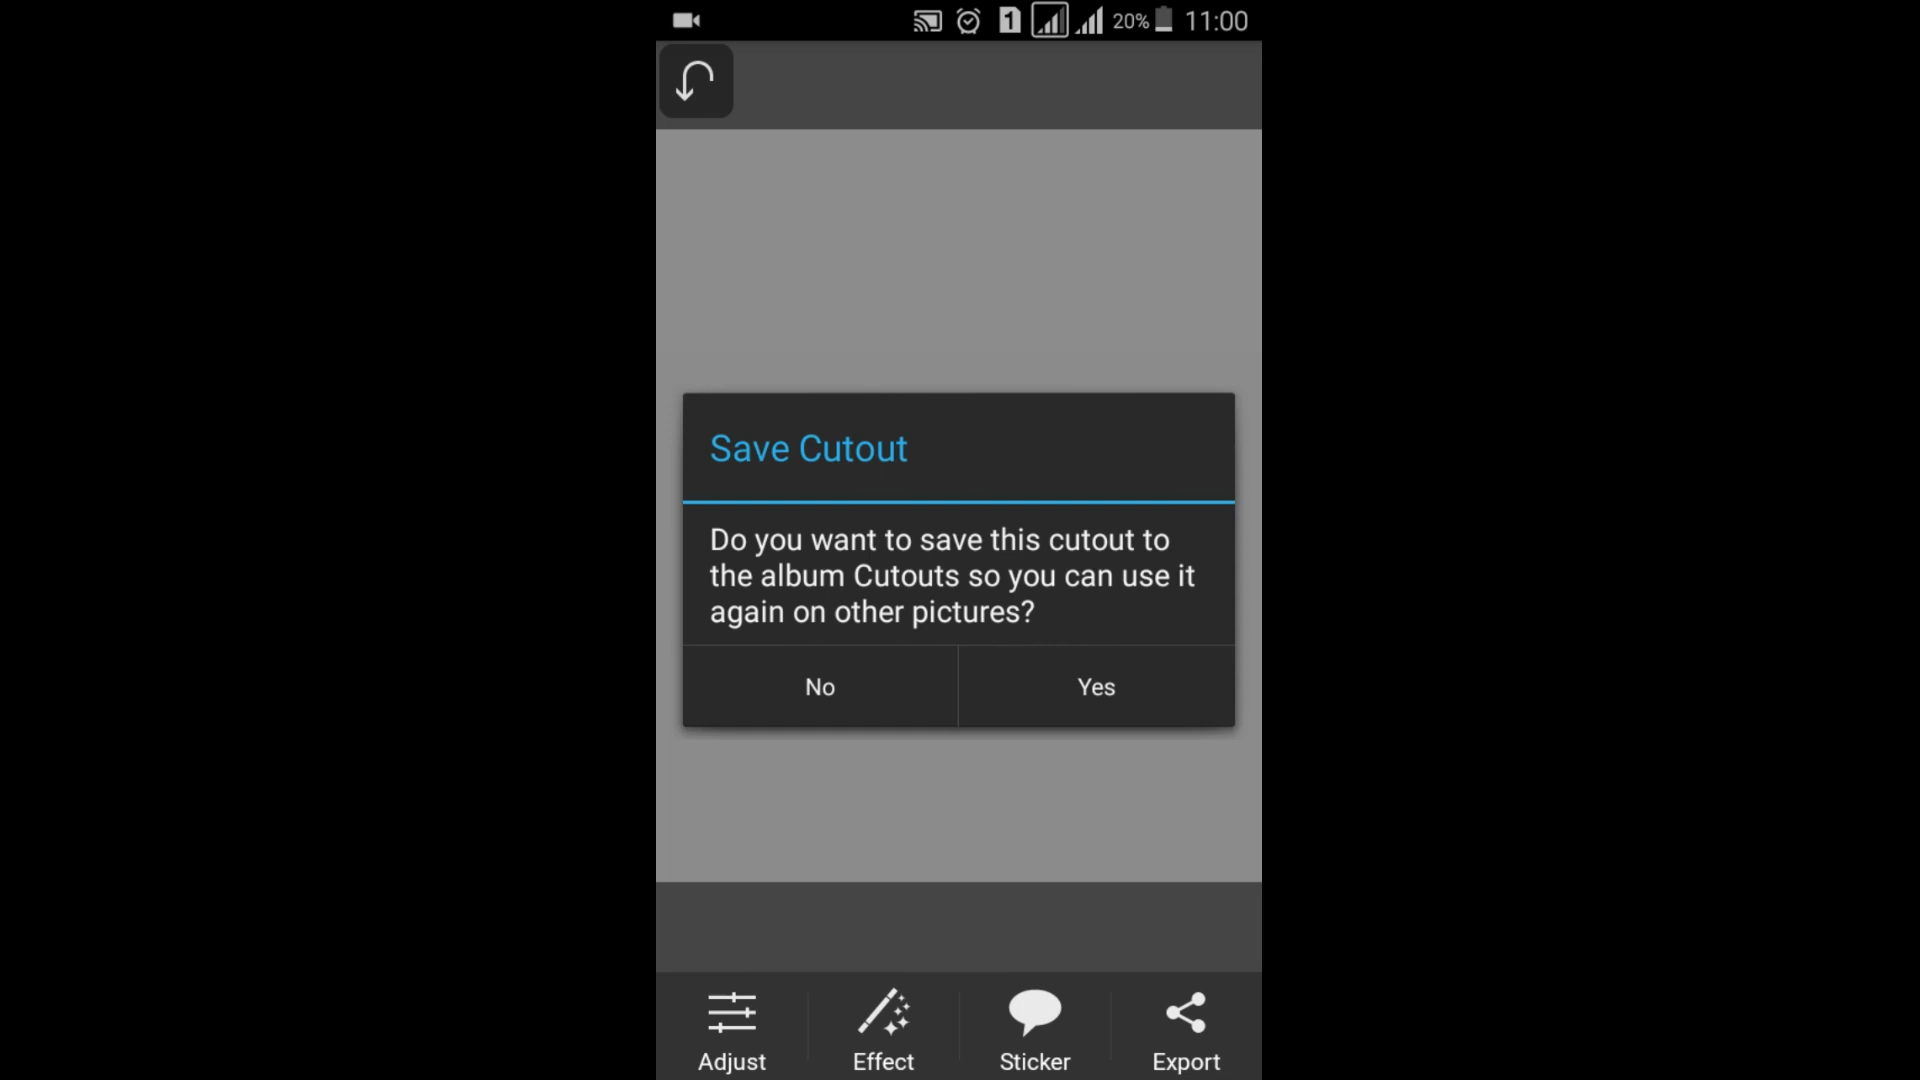 1 20% 11:00
Save Cutout
Do you want to save this cutout to
the album Cutouts so you can use it
again on other pictures?
No Yes
Adjust Effect Sticker Export